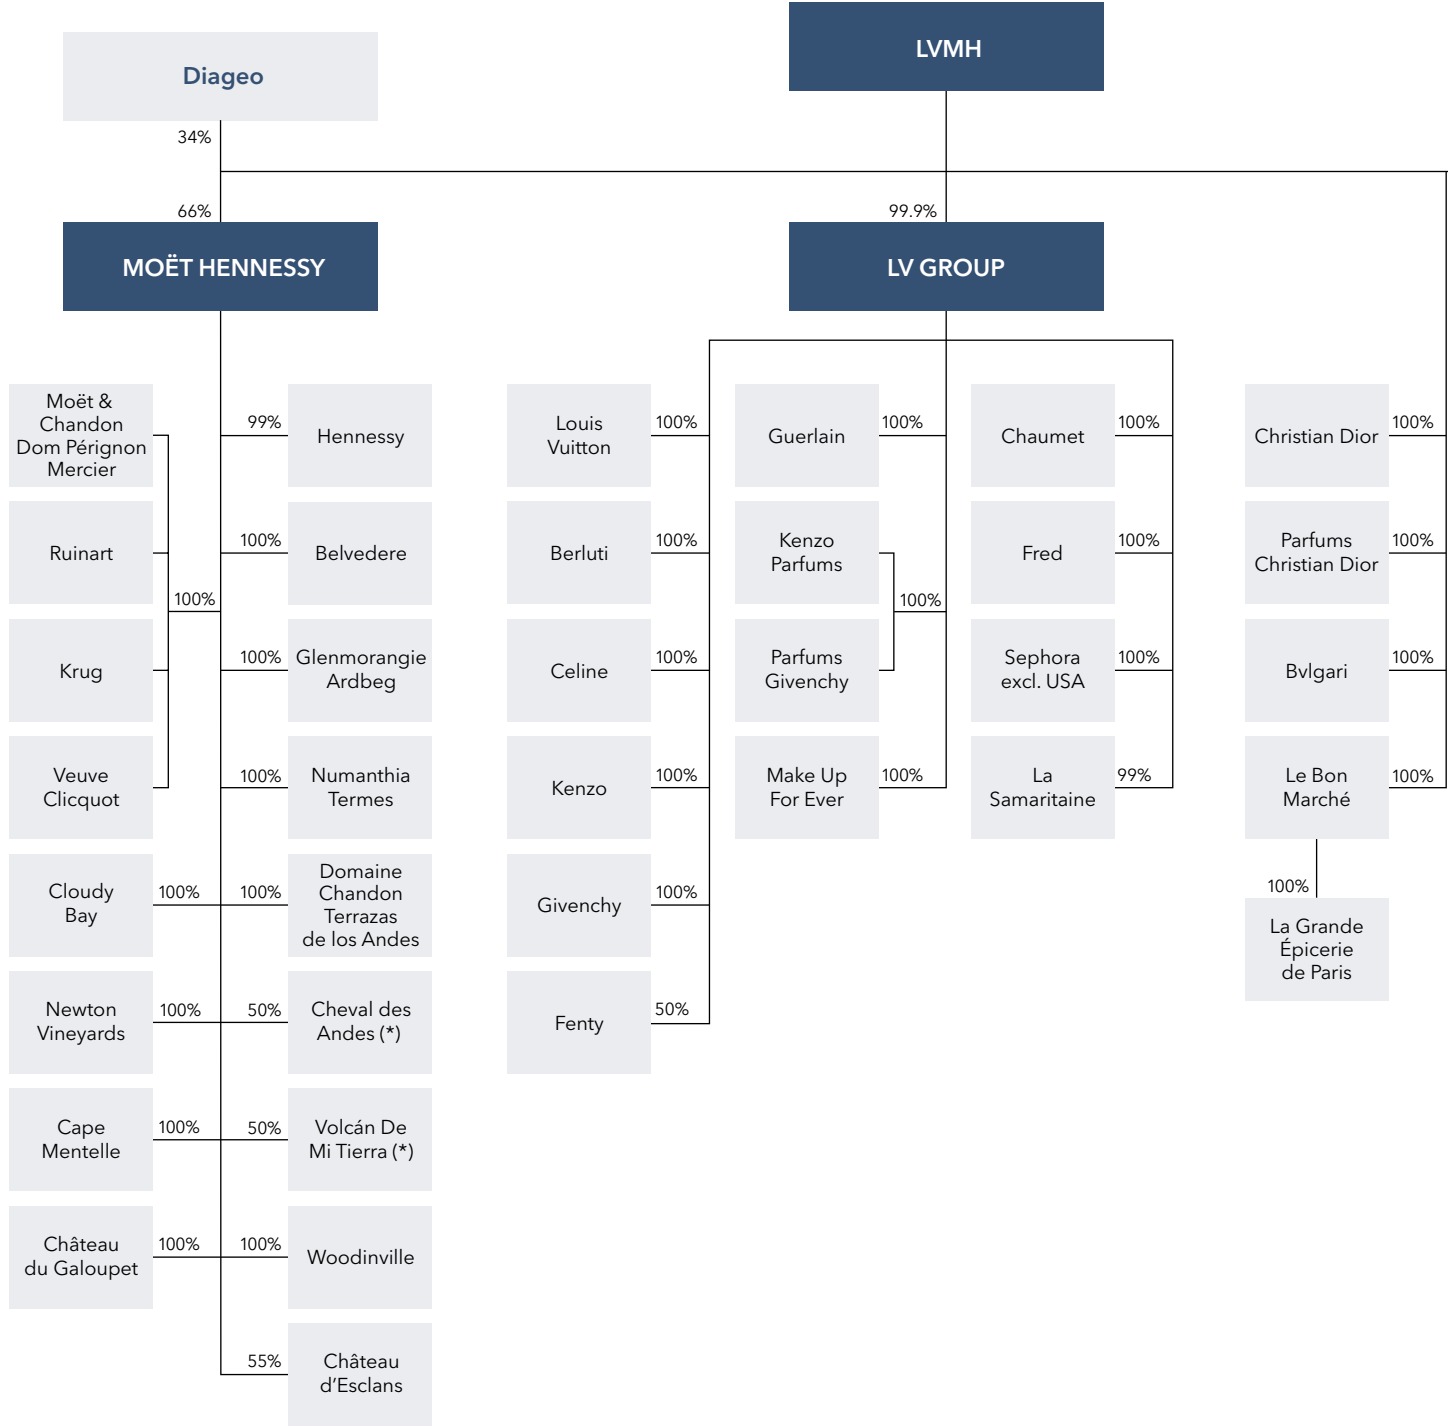 LVMH
Diageo
34%
66%
99.9%
MOËT HENNESSY
LV GROUP
Moët &
Chandon
Dom Pérignon
Mercier
99%
Hennessy
Ruinart
100%
Belvedere
100%
Krug
100%
Glenmorangie
Ardbeg
Veuve
Clicquot
100%
Numanthia
Termes
Cloudy
Bay
100%
100%
Domaine
Chandon
Terrazas
de los Andes
Newton
Vineyards
100%
50%
Cheval des
Andes (*)
Cape
Mentelle
100%
50%
Volcán De
Mi Tierra (*)
Château
du Galoupet
100%
100%
Woodinville
55%
Château
d'Esclans
Louis
Vuitton
100%
Berluti
100%
Celine
100%
Kenzo
100%
Givenchy
100%
Fenty
50%
Guerlain
100%
Kenzo
Parfums
100%
Parfums
Givenchy
Make Up
For Ever
100%
Chaumet
100%
Fred
100%
Sephora
excl. USA
100%
La
Samaritaine
99%
Christian Dior
100%
Parfums
Christian Dior
100%
Bvlgari
100%
Le Bon
Marché
100%
100%
La Grande
Épicerie
de Paris